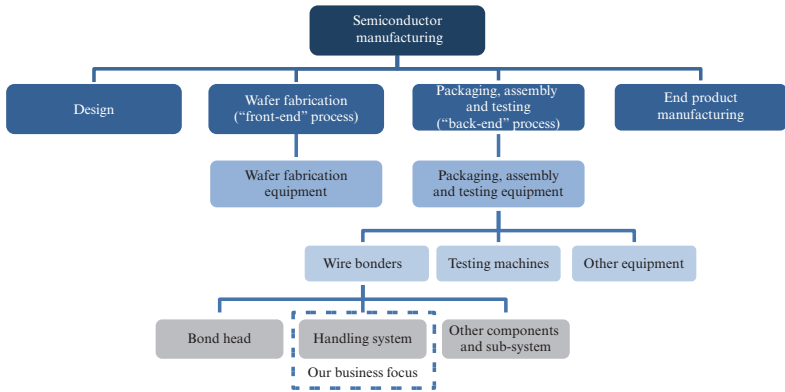 Semiconductor
manufacturing
Design
Wafer fabrication
(“front-end” process)
Packaging, assembly
and testing
(“back-end” process)
End product
manufacturing
Wafer fabrication
equipment
Packaging, assembly
and testing equipment
Wire bonders
Testing machines
Other equipment
Bond head
Handling system
Other components
and sub-system
Our business focus